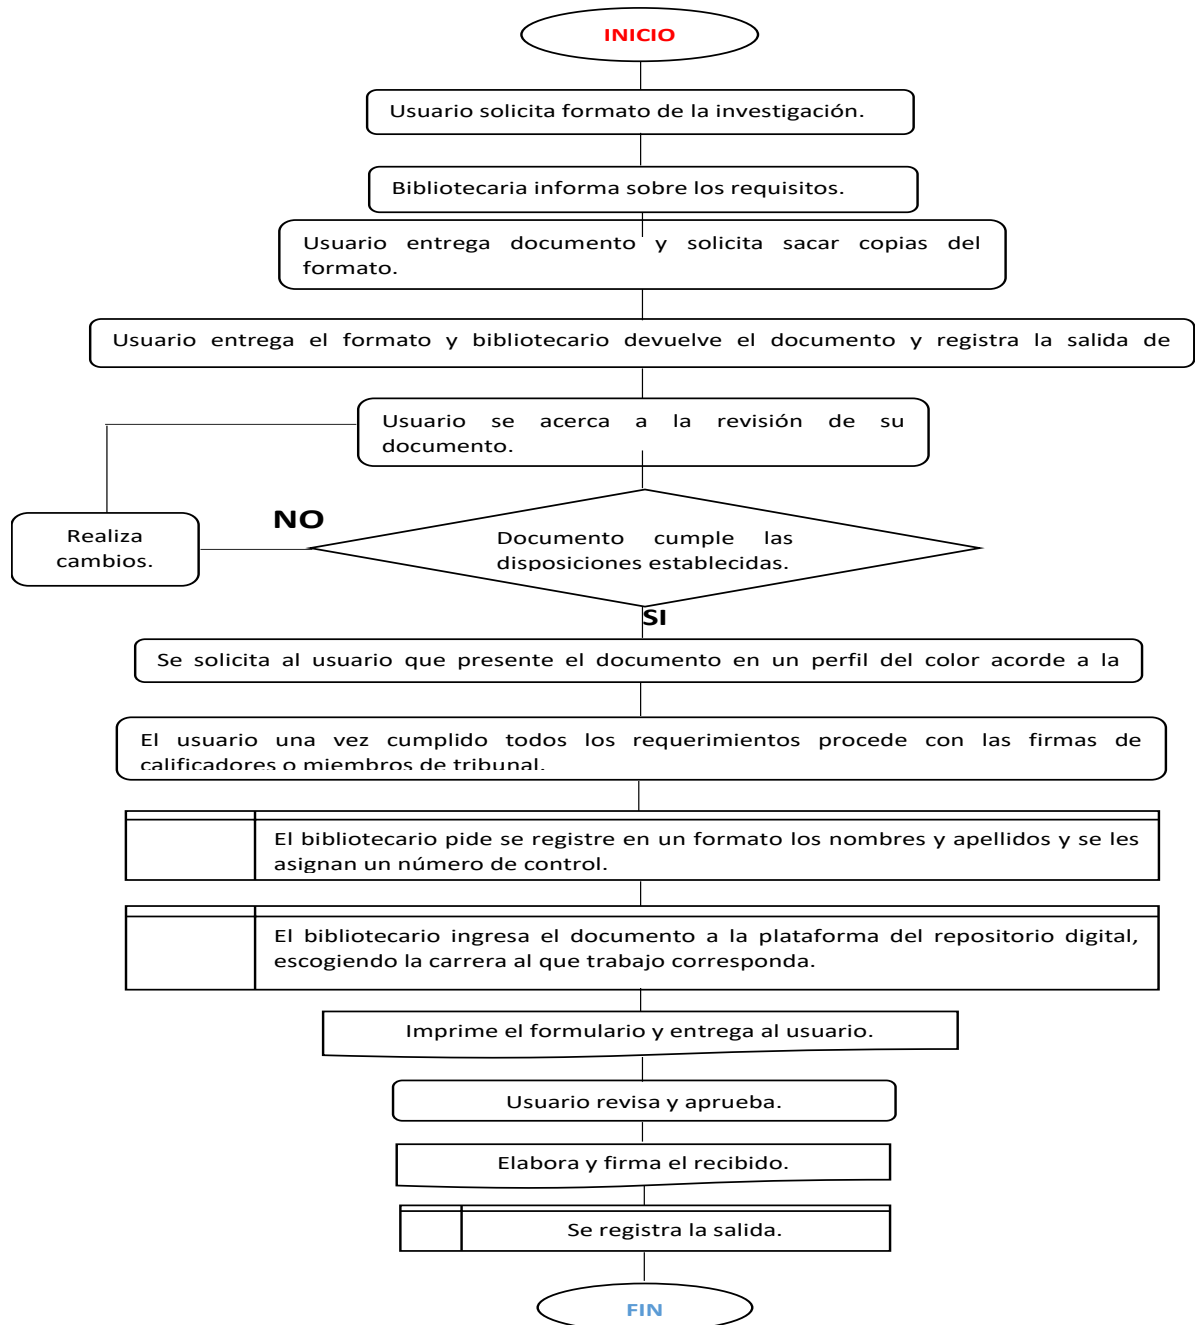 INICIO
Usuario solicita formato de la investigación.
Bibliotecaria informa sobre los requisitos.
Usuario entrega documento y solicita sacar copias del
formato.
Usuario entrega el formato y bibliotecario devuelve el documento y registra la salida de
Usuario se acerca a la revisión de su
documento.
NO
Realiza
cambios.
Documento cumple las
disposiciones establecidas.
SI
Se solicita al usuario que presente el documento en un perfil del color acorde a la
El usuario una vez cumplido todos los requerimientos procede con las firmas de
calificadores o miembros de tribunal.
El bibliotecario pide se registre en un formato los nombres y apellidos y se les
asignan un número de control.
El bibliotecario ingresa el documento a la plataforma del repositorio digital,
escogiendo la carrera al que trabajo corresponda.
Imprime el formulario y entrega al usuario.
Usuario revisa y aprueba.
Elabora y firma el recibido.
Se registra la salida.
FIN